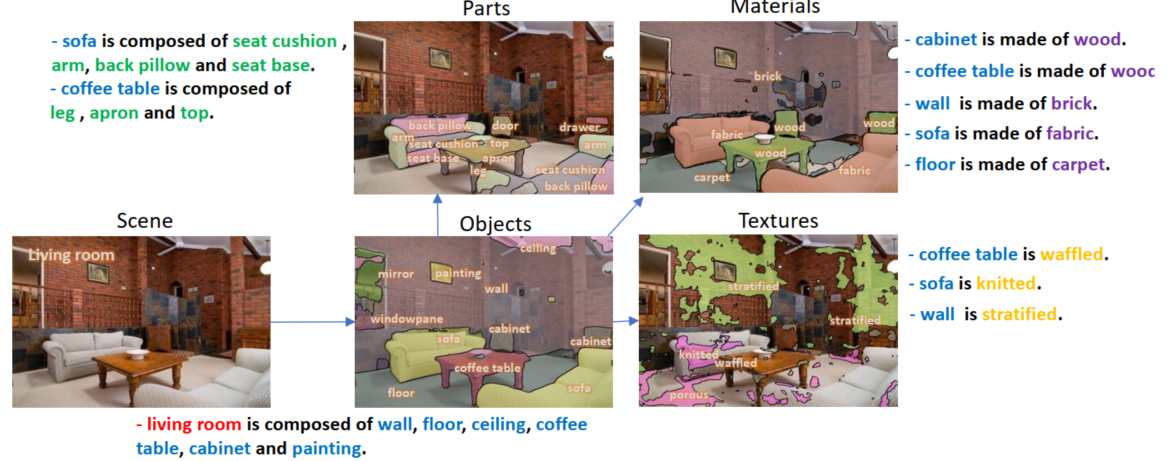 Parts
Materials
- sofa is composed of seat cushion ,
arm, back pillow and seat base.
- coffee table is composed of
leg , apron and top.
back pillow
door
drawer
arm
seat cushion
top
arm
seat base
apron
leg
seat cushion
back pillow
brick
fabric
wood
wood
wood
carpet
fabric
- cabinet is made of wood.
- coffee table is made of wood
- wall is made of brick.
- sofa is made of fabric.
- floor is made of carpet.
Scene
Objects
Textures
Living room
ceiling
mirror
painting
wall
windowpane
cabinet
sofa
cabinet
coffee table
floor
sofa
stratified
stratified
knitted
waffled
porous
- coffee table is waffled.
- sofa is knitted.
- wall is stratified.
- living room is composed of wall, floor, ceiling, coffee
table, cabinet and painting.